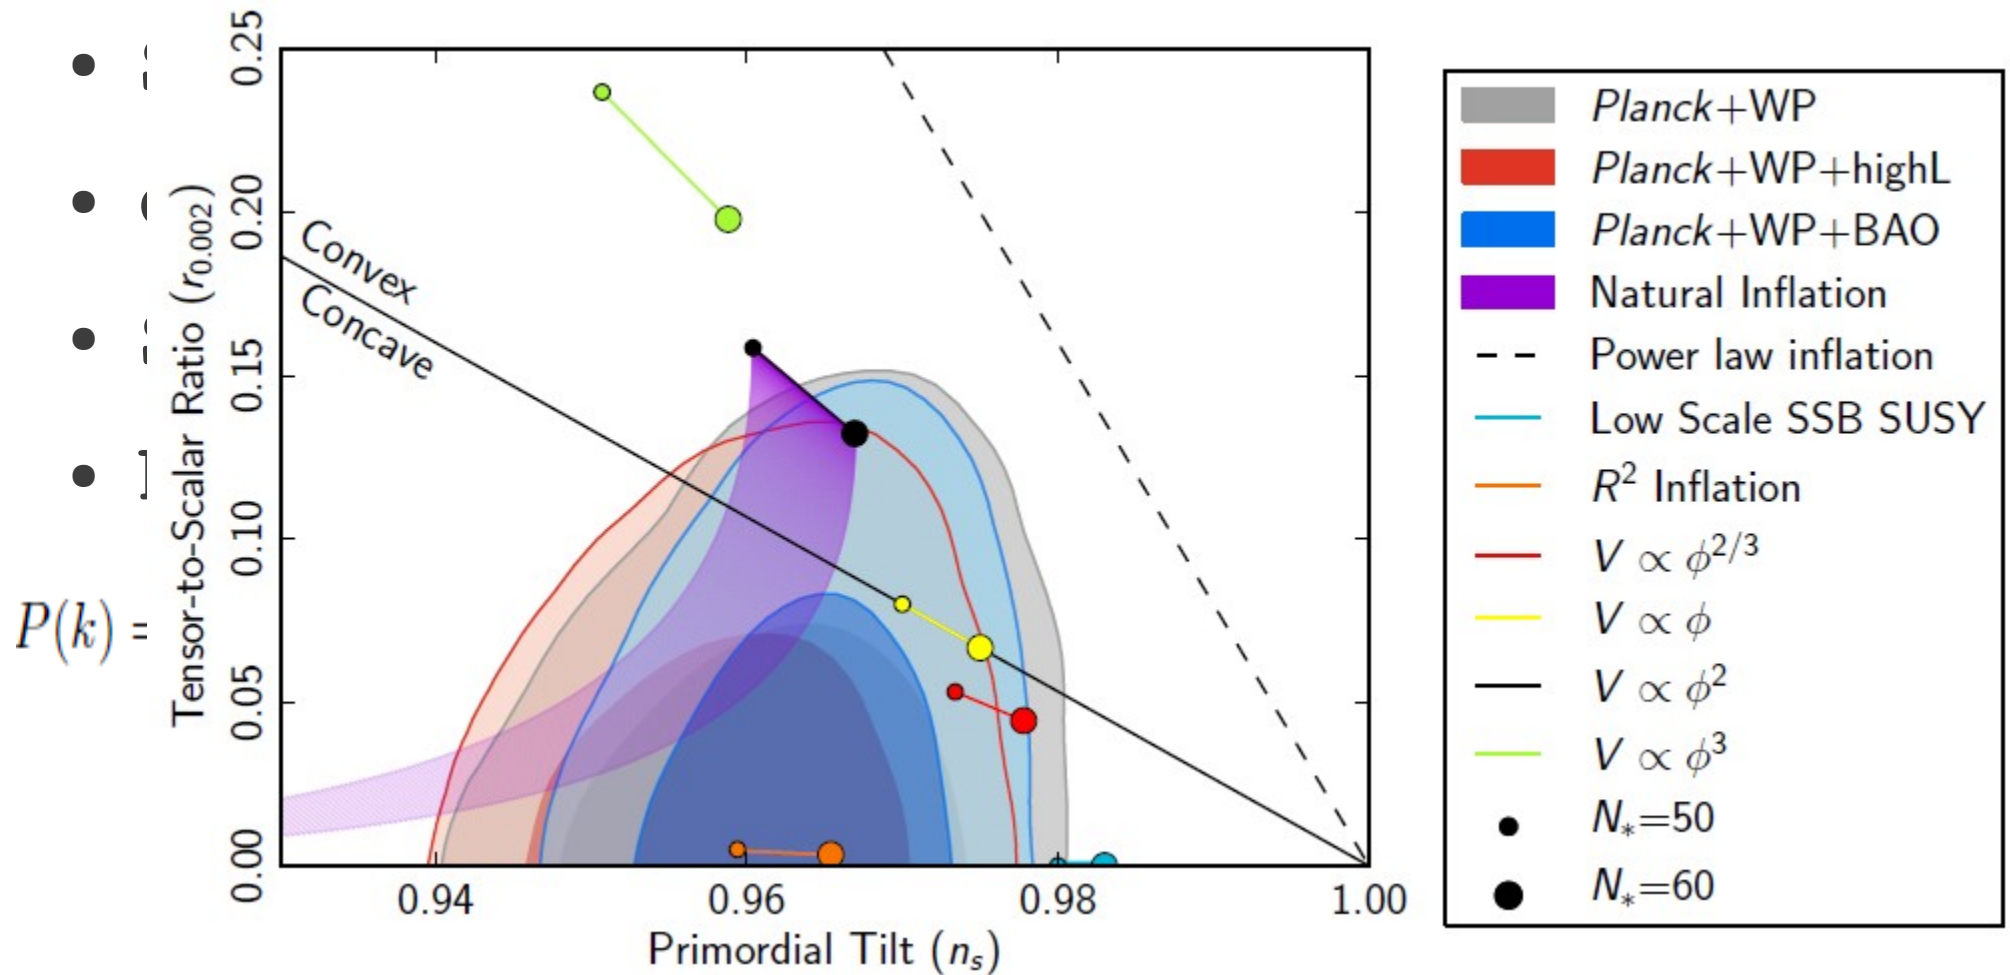 P(k) =
Tensor-to-Scalar Ratio (r₀.₀₀₂)
0.25
0.20
0.15
0.10
0.05
0.00
Convex
Concave
0.94 0.96 0.98 1.00
Primordial Tilt (nₛ)
Planck+WP
Planck+WP+highL
Planck+WP+BAO
Natural Inflation
Power law inflation
Low Scale SSB SUSY
R² Inflation
V ∝ ϕ²ᐟ³
V ∝ ϕ
V ∝ ϕ²
V ∝ ϕ³
N∗=50
N∗=60